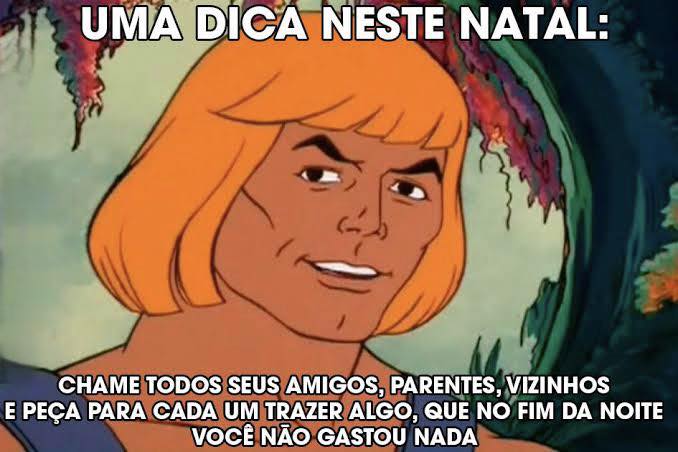 UMA DICA NESTE NATAL:
CHAME TODOS SEUS AMIGOS, PARENTES, VIZINHOS
E PEÇA PARA CADA UM TRAZER ALGO, QUE NO FIM DA NOITE
VOCÊ NÃO GASTOU NADA